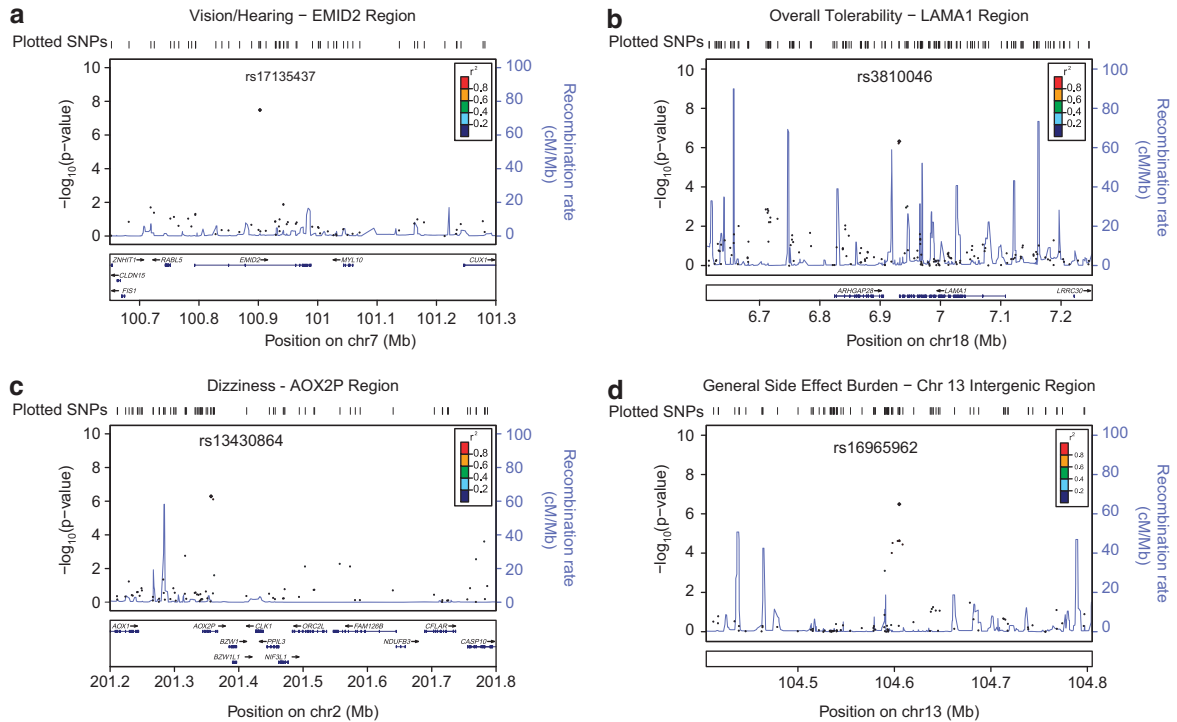 a
Vision/Hearing – EMID2 Region
Plotted SNPs
rs17135437
r²
0.8
0.6
0.4
0.2
10
8
6
4
2
0
−log10(p−value)
100
80
60
40
20
0
Recombination rate
(cM/Mb)
ZNHIT1
RABL5
EMID2
MYL10
CUX1
CLDN15
FIS1
100.7 100.8 100.9 101 101.1 101.2 101.3
Position on chr7 (Mb)
b
Overall Tolerability – LAMA1 Region
Plotted SNPs
rs3810046
r²
0.8
0.6
0.4
0.2
10
8
6
4
2
0
−log10(p−value)
100
80
60
40
20
0
Recombination rate
(cM/Mb)
ARHGAP28
LAMA1
LRRC30
6.7 6.8 6.9 7 7.1 7.2
Position on chr18 (Mb)
c
Dizziness - AOX2P Region
Plotted SNPs
rs13430864
r²
0.8
0.6
0.4
0.2
10
8
6
4
2
0
−log10(p−value)
100
80
60
40
20
0
Recombination rate
(cM/Mb)
AOX1
AOX2P
CLK1
ORC2L
FAM126B
CFLAR
BZW1
PPIL3
NDUFB3
CASP10
BZW1L1
NIF3L1
201.2 201.3 201.4 201.5 201.6 201.7 201.8
Position on chr2 (Mb)
d
General Side Effect Burden – Chr 13 Intergenic Region
Plotted SNPs
rs16965962
r²
0.8
0.6
0.4
0.2
10
8
6
4
2
0
−log10(p−value)
100
80
60
40
20
0
Recombination rate
(cM/Mb)
104.5 104.6 104.7 104.8
Position on chr13 (Mb)